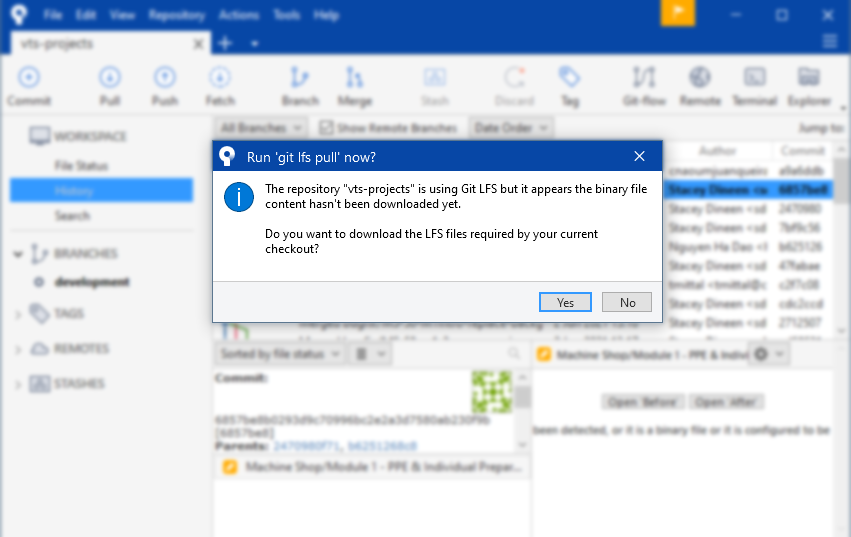 File Edit View Repository Actions Tools Help
vts-projects
Commit Pull Push Fetch Branch Merge Stash Discard Tag Git-flow Remote Terminal Explorer
WORKSPACE
File Status
History
Search
BRANCHES
development
TAGS
REMOTES
STASHES
All Branches Show Remote Branches Date Order Jump to:
Author Commit
Run 'git lfs pull' now?
The repository "vts-projects" is using Git LFS but it appears the binary file
content hasn't been downloaded yet.
Do you want to download the LFS files required by your current
checkout?
Yes No
Stacey Dineen 6857be8
Stacey Dineen <sd 2470980
Stacey Dineen <sd 7bf9c56
Nguyen Ha Dao b625126
Stacey Dineen <sd 47fabae
tmittal <tmittal@c c2f7c08
Stacey Dineen <sd cdc2ccd
Stacey Dineen <sd 2712507
Sorted by file status
Commit:
[6857be8]
Parents: 2470980f71, b6251268c8
Machine Shop/Module 1 - PPE & Individual Prepar...
Machine Shop/Module 1 - PPE & Individ
Open 'Before' Open 'After'
been detected, or it is a binary file or it is configured to be